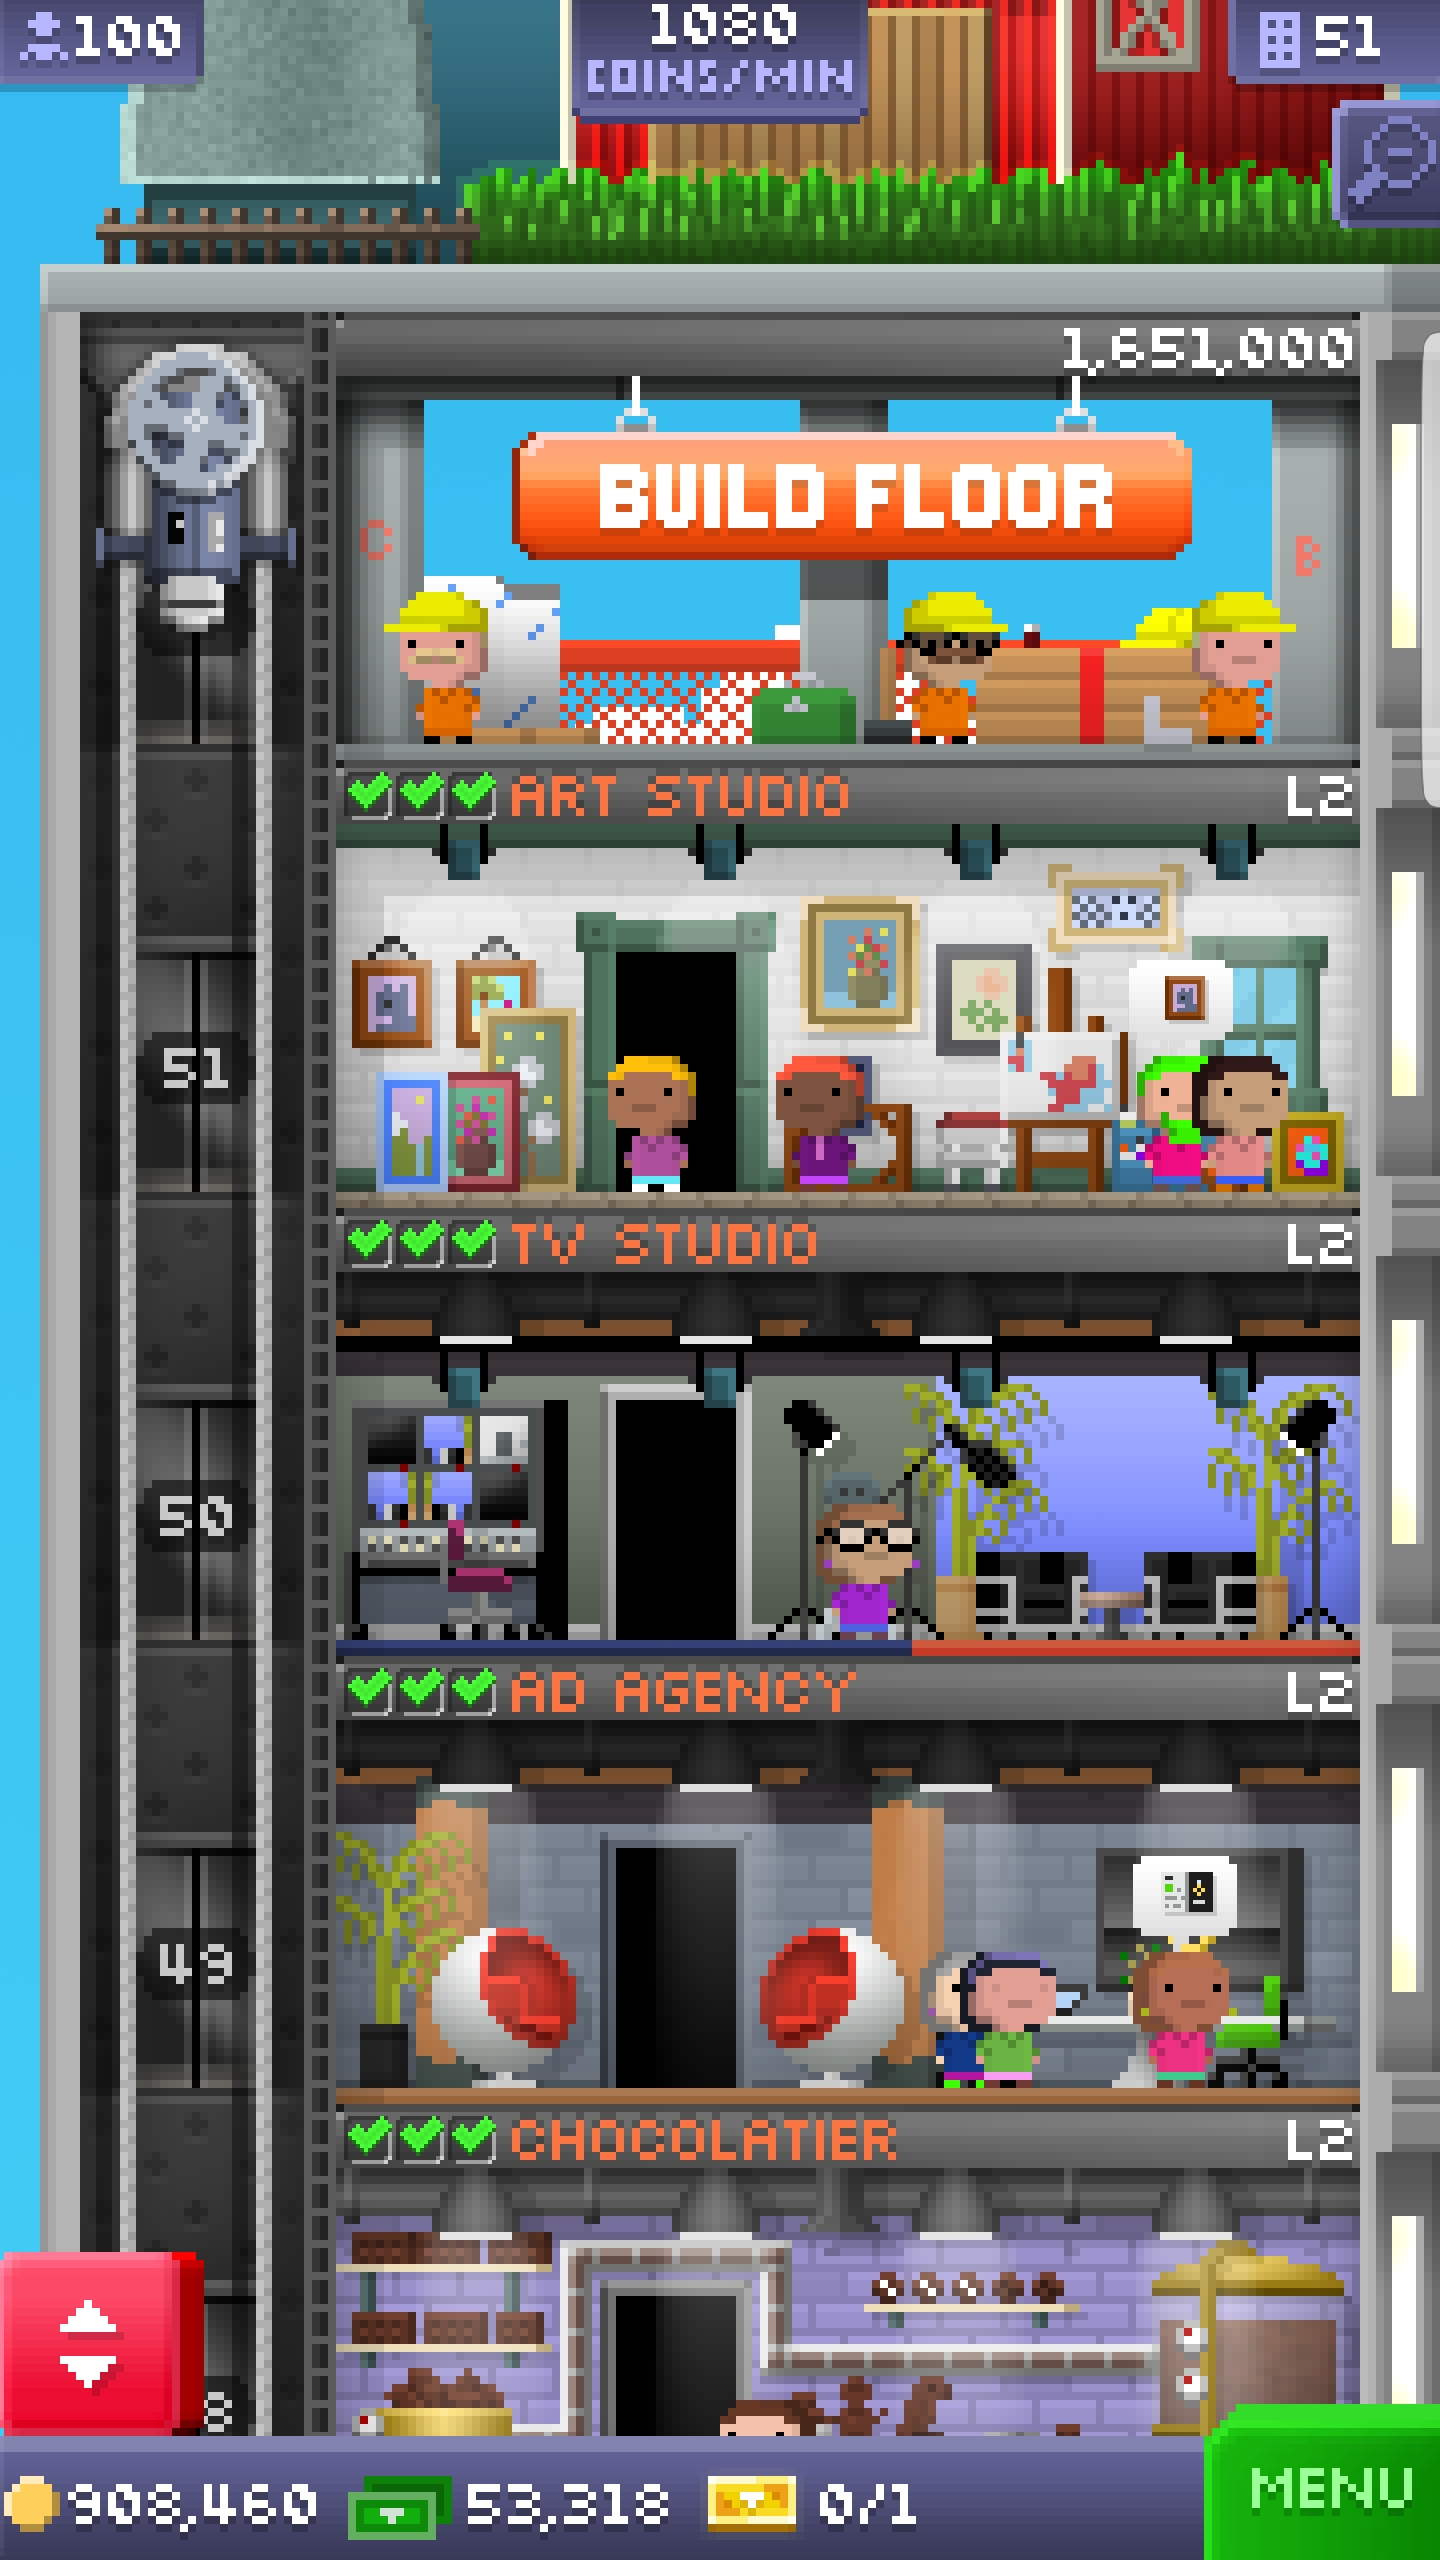 100
1080
COINS/MIN
51
1,651,000
BUILD FLOOR
C
B
ART STUDIO L2
51
TV STUDIO L2
50
AD AGENCY L2
49
CHOCOLATIER L2
8
908,460 53,318 0/1
MENU